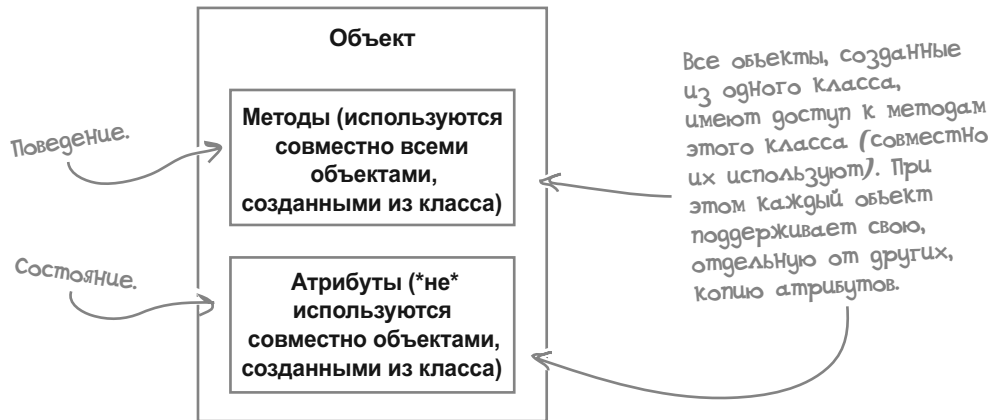 Объект
Поведение.
Методы (используются
совместно всеми
объектами,
созданными из класса)
Состояние.
Атрибуты (*не*
используются
совместно объектами,
созданными из класса)
Все объекты, созданные
из одного класса,
имеют доступ к методам
этого класса (совместно
их используют). При
этом каждый объект
поддерживает свою,
отдельную от других,
копию атрибутов.